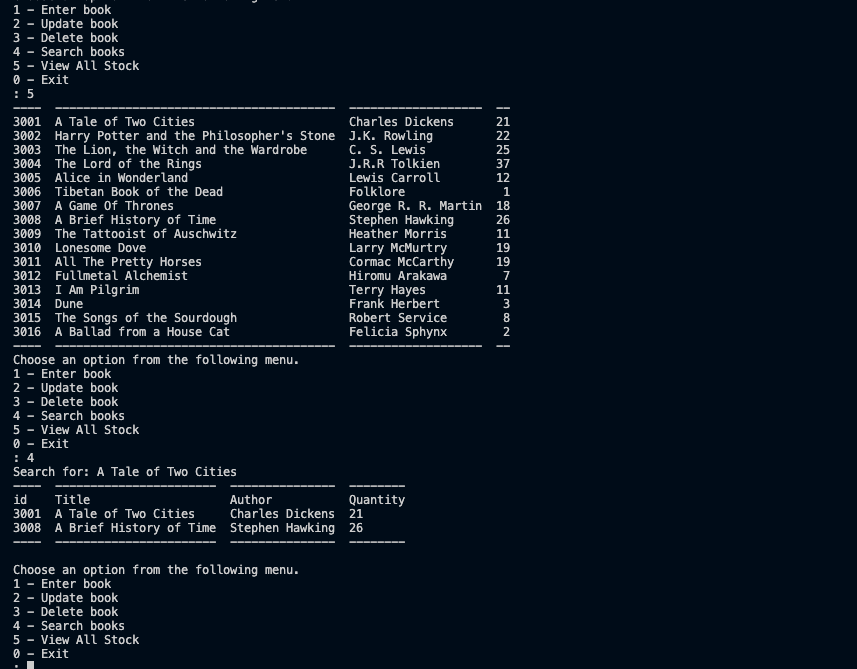 1 – Enter book
2 – Update book
3 – Delete book
4 – Search books
5 – View All Stock
0 – Exit
: 5
3001 A Tale of Two Cities Charles Dickens 21
3002 Harry Potter and the Philosopher's Stone J.K. Rowling 22
3003 The Lion, the Witch and the Wardrobe C. S. Lewis 25
3004 The Lord of the Rings J.R.R Tolkien 37
3005 Alice in Wonderland Lewis Carroll 12
3006 Tibetan Book of the Dead Folklore 1
3007 A Game Of Thrones George R. R. Martin 18
3008 A Brief History of Time Stephen Hawking 26
3009 The Tattooist of Auschwitz Heather Morris 11
3010 Lonesome Dove Larry McMurtry 19
3011 All The Pretty Horses Cormac McCarthy 19
3012 Fullmetal Alchemist Hiromu Arakawa 7
3013 I Am Pilgrim Terry Hayes 11
3014 Dune Frank Herbert 3
3015 The Songs of the Sourdough Robert Service 8
3016 A Ballad from a House Cat Felicia Sphynx 2
Choose an option from the following menu.
1 – Enter book
2 – Update book
3 – Delete book
4 – Search books
5 – View All Stock
0 – Exit
: 4
Search for: A Tale of Two Cities
id Title Author Quantity
3001 A Tale of Two Cities Charles Dickens 21
3008 A Brief History of Time Stephen Hawking 26
Choose an option from the following menu.
1 – Enter book
2 – Update book
3 – Delete book
4 – Search books
5 – View All Stock
0 – Exit
: